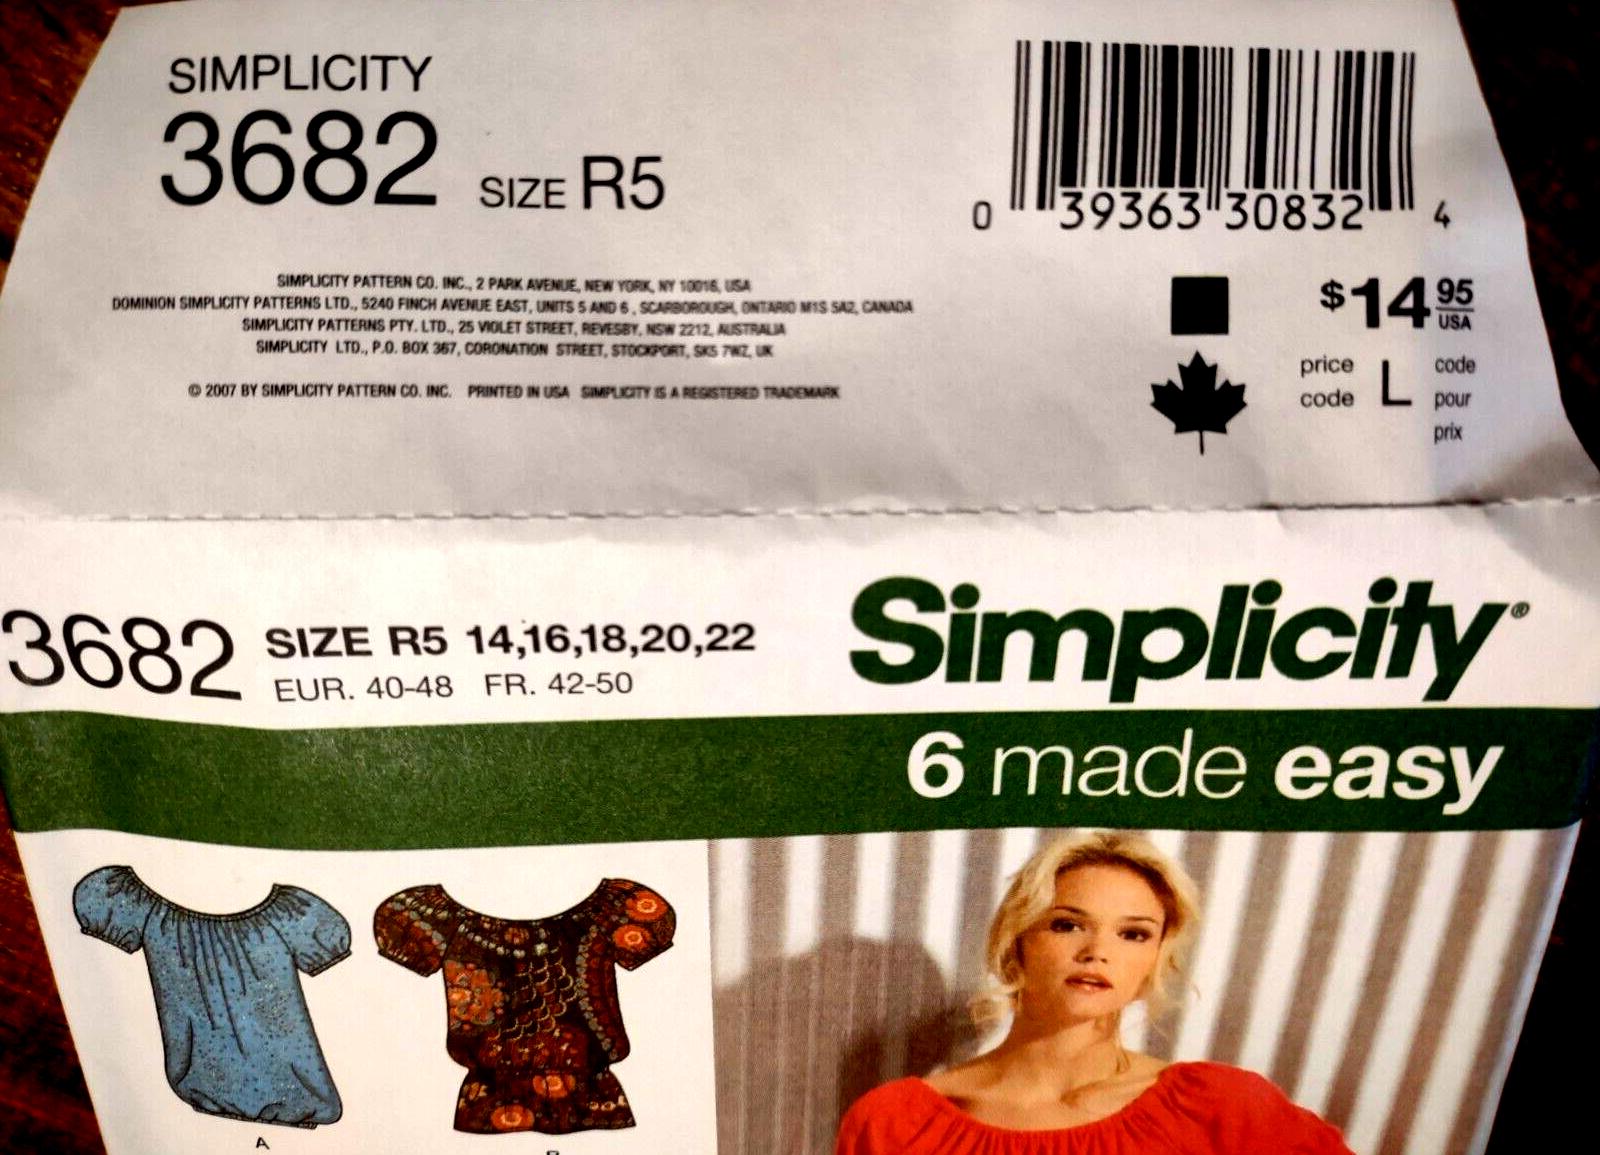 SIMPLICITY
3682 SIZE R5
0 39363 30832 4
SIMPLICITY PATTERN CO. INC., 2 PARK AVENUE, NEW YORK, NY 10016, USA
DOMINION SIMPLICITY PATTERNS LTD., 5240 FINCH AVENUE EAST, UNITS 5 AND 6 , SCARBOROUGH, ONTARIO M1S 5A2, CANADA
SIMPLICITY PATTERNS PTY. LTD., 25 VIOLET STREET, REVESBY, NSW 2212, AUSTRALIA
SIMPLICITY LTD., P.O. BOX 367, CORONATION STREET, STOCKPORT, SK5 7WZ, UK
© 2007 BY SIMPLICITY PATTERN CO. INC. PRINTED IN USA SIMPLICITY IS A REGISTERED TRADEMARK
$14 95 USA
price code L code pour prix
3682 SIZE R5 14,16,18,20,22
EUR. 40-48 FR. 42-50
Simplicity®
6 made easy
A